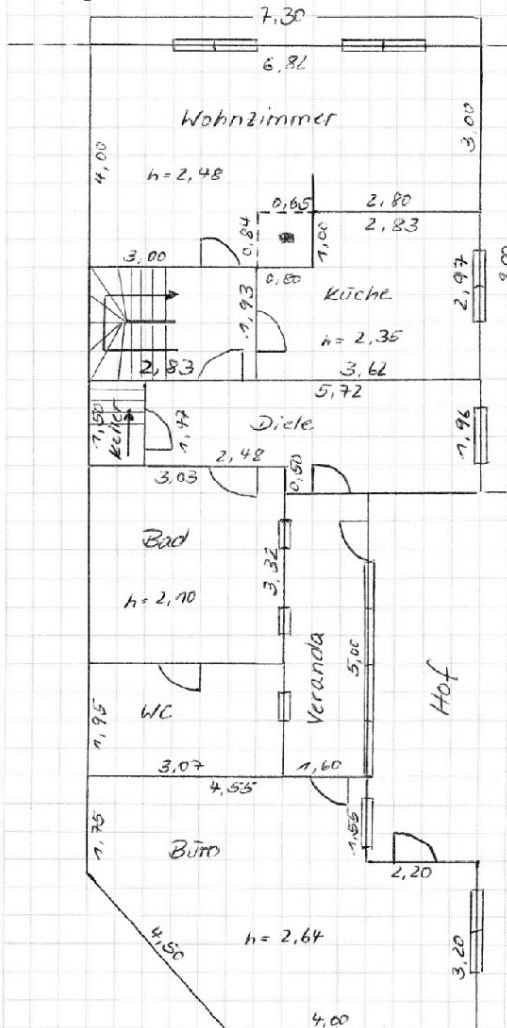 7,30
6,82
Wohnzimmer
4,00
3,00
h = 2,48
0,65
2,80
0,84
1,00
2,83
3,00
0,80
1,93
Küche
2,97
9,00
h = 2,35
2,83
3,62
5,72
1,50
Keller
1,47
Diele
1,96
2,48
3,03
0,50
Bad
3,32
h = 2,10
Veranda
5,00
Hof
WC
1,95
3,07
1,60
4,55
1,75
Büro
1,55
2,20
4,50
h = 2,64
3,20
4,00